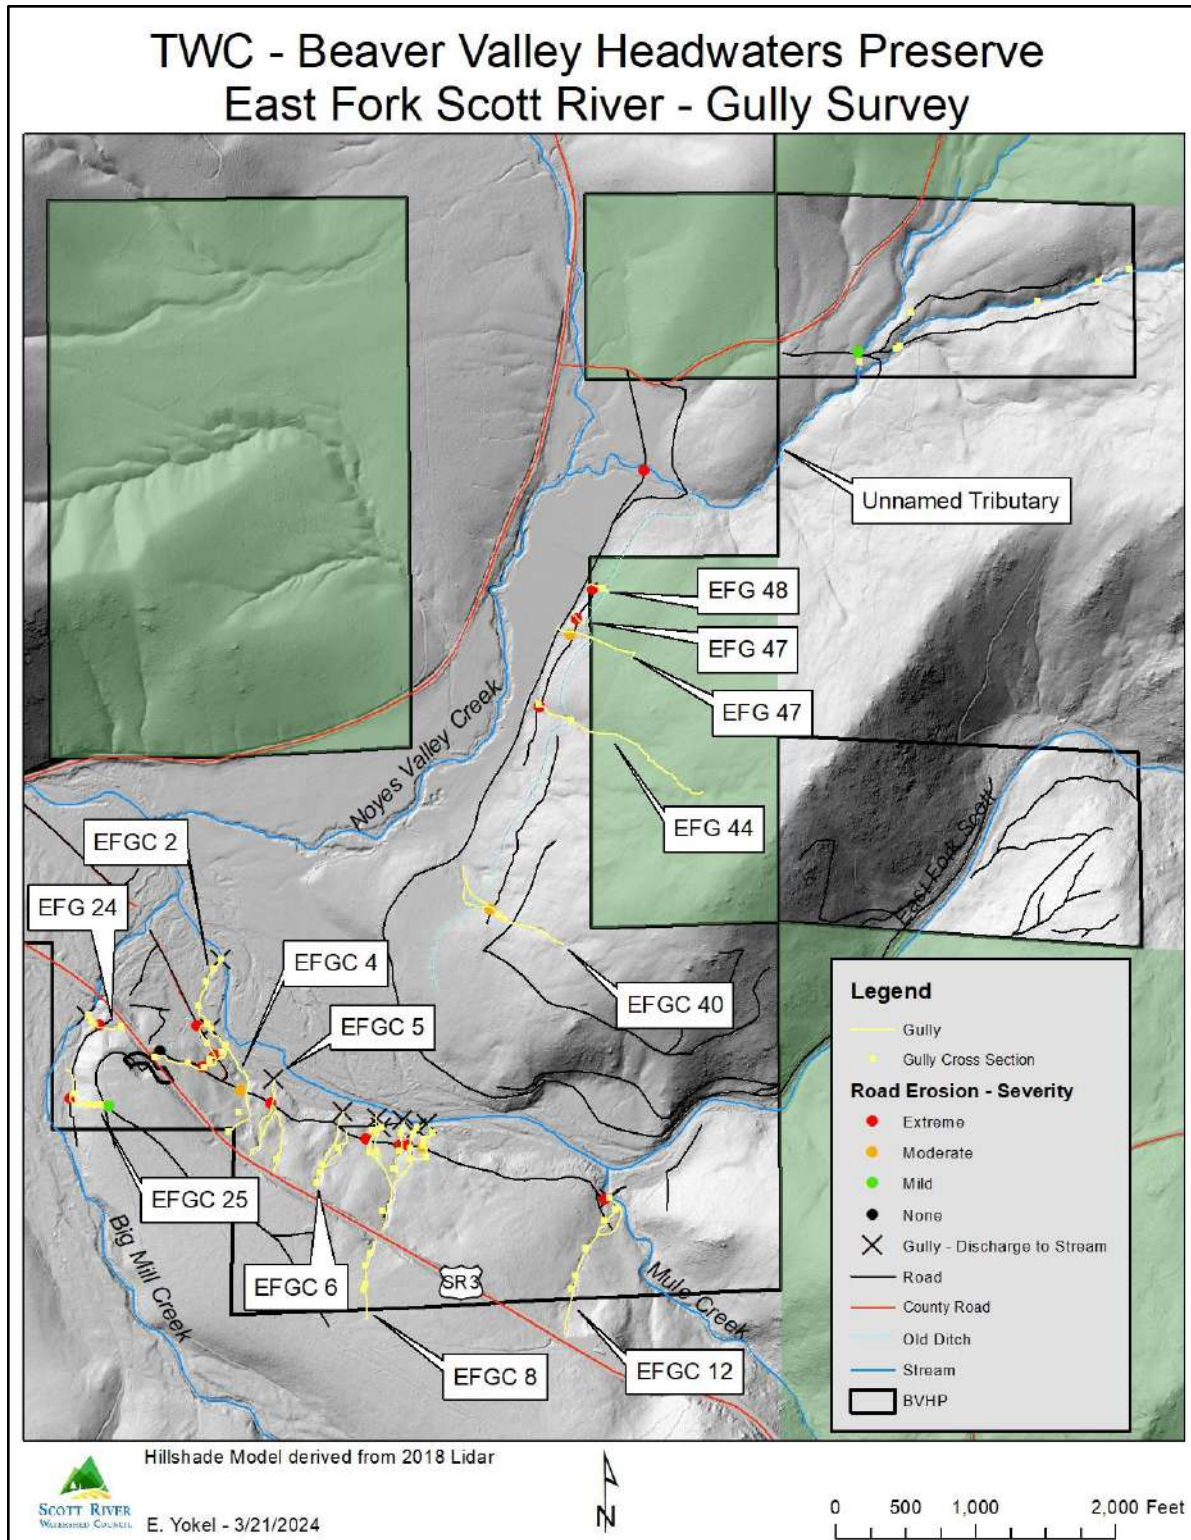 TWC - Beaver Valley Headwaters Preserve
East Fork Scott River - Gully Survey
Unnamed Tributary
EFG 48
EFG 47
EFG 47
Noyes Valley Creek
EFG 44
EFGC 2
EFG 24
East Fork Scott
EFGC 4
EFGC 40
EFGC 5
EFGC 25
Big Mill Creek
EFGC 6
SR3
Mule Creek
EFGC 8
EFGC 12
Legend
Gully
Gully Cross Section
Road Erosion - Severity
Extreme
Moderate
Mild
None
Gully - Discharge to Stream
Road
County Road
Old Ditch
Stream
BVHP
Hillshade Model derived from 2018 Lidar
SCOTT RIVER
WATERSHED COUNCIL
E. Yokel - 3/21/2024
N
0 500 1,000 2,000 Feet